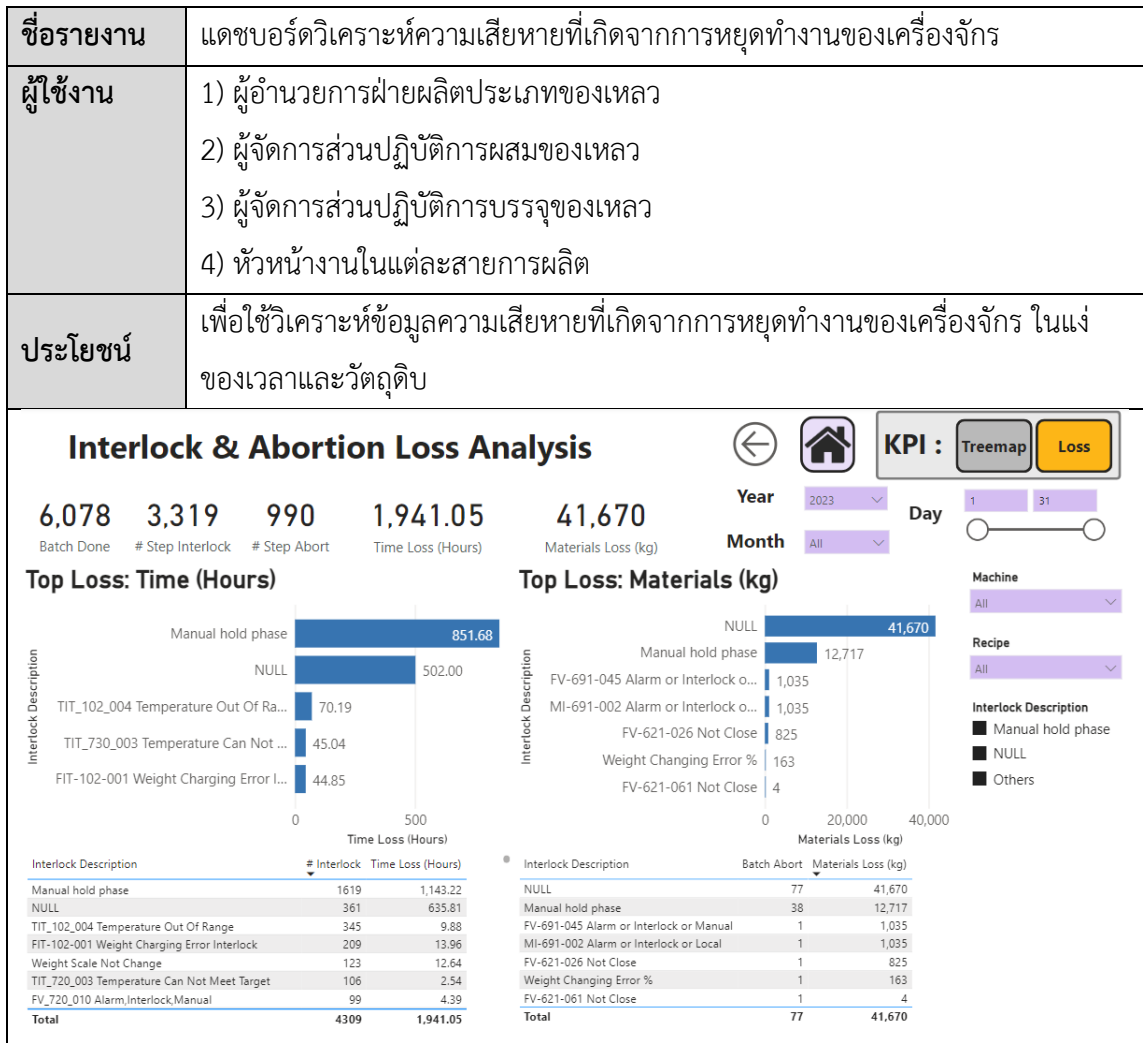 ชื่อรายงาน แดชบอร์ดวิเคราะห์ความเสียหายที่เกิดจากการหยุดทำงานของเครื่องจักร
ผู้ใช้งาน 1) ผู้อำนวยการฝ่ายผลิตประเภทของเหลว
2) ผู้จัดการส่วนปฏิบัติการผสมของเหลว
3) ผู้จัดการส่วนปฏิบัติการบรรจุของเหลว
4) หัวหน้างานในแต่ละสายการผลิต
ประโยชน์ เพื่อใช้วิเคราะห์ข้อมูลความเสียหายที่เกิดจากการหยุดทำงานของเครื่องจักร ในแง่
ของเวลาและวัตถุดิบ
Interlock & Abortion Loss Analysis
KPI : Treemap Loss
6,078 3,319 990 1,941.05 41,670
Batch Done # Step Interlock # Step Abort Time Loss (Hours) Materials Loss (kg)
Year 2023
Month All
Day 1 31
Top Loss: Time (Hours)
Interlock Description
Manual hold phase 851.68
NULL 502.00
TIT_102_004 Temperature Out Of Ra... 70.19
TIT_730_003 Temperature Can Not ... 45.04
FIT-102-001 Weight Charging Error I... 44.85
0 500
Time Loss (Hours)
Top Loss: Materials (kg)
Interlock Description
NULL 41,670
Manual hold phase 12,717
FV-691-045 Alarm or Interlock o... 1,035
MI-691-002 Alarm or Interlock o... 1,035
FV-621-026 Not Close 825
Weight Changing Error % 163
FV-621-061 Not Close 4
0 20,000 40,000
Materials Loss (kg)
Machine
All
Recipe
All
Interlock Description
Manual hold phase
NULL
Others
Interlock Description # Interlock Time Loss (Hours)
Manual hold phase 1619 1,143.22
NULL 361 635.81
TIT_102_004 Temperature Out Of Range 345 9.88
FIT-102-001 Weight Charging Error Interlock 209 13.96
Weight Scale Not Change 123 12.64
TIT_720_003 Temperature Can Not Meet Target 106 2.54
FV_720_010 Alarm,Interlock,Manual 99 4.39
Total 4309 1,941.05
Interlock Description Batch Abort Materials Loss (kg)
NULL 77 41,670
Manual hold phase 38 12,717
FV-691-045 Alarm or Interlock or Manual 1 1,035
MI-691-002 Alarm or Interlock or Local 1 1,035
FV-621-026 Not Close 1 825
Weight Changing Error % 1 163
FV-621-061 Not Close 1 4
Total 77 41,670